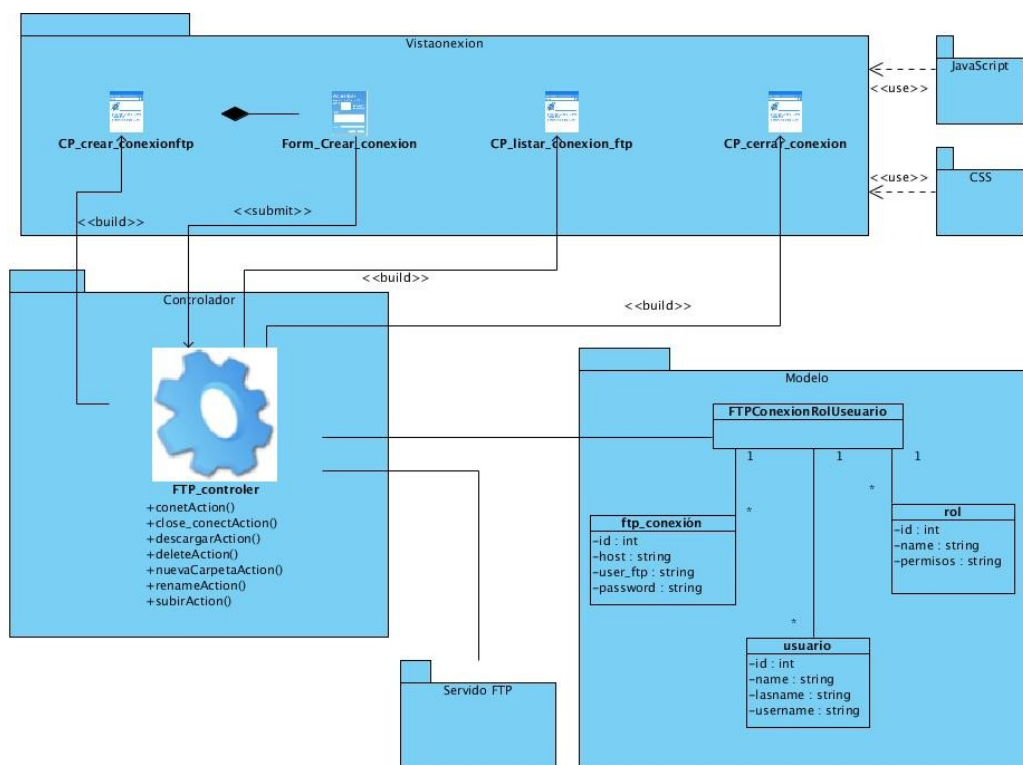 Vistaonexion
JavaScript
<<use>>
CP_crear_conexionftp
Form_Crear_conexion
CP_listar_conexion_ftp
CP_cerrar_conexion
<<use>>
CSS
<<build>>
<<submit>>
<<build>>
<<build>>
Controlador
FTP_controler
+conetAction()
+close_conectAction()
+descargarAction()
+deleteAction()
+nuevaCarpetaAction()
+renameAction()
+subirAction()
Modelo
FTPConexionRolUseuario
1
1
1
*
*
*
ftp_conexión
-id : int
-host : string
-user_ftp : string
-password : string
rol
-id : int
-name : string
-permisos : string
usuario
-id : int
-name : string
-lasname : string
-username : string
Servido FTP